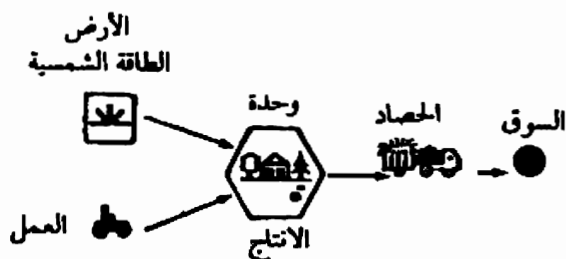 الأرض
الطاقة الشمسية
وحدة
الحصاد
السوق
العمل
الانتاج